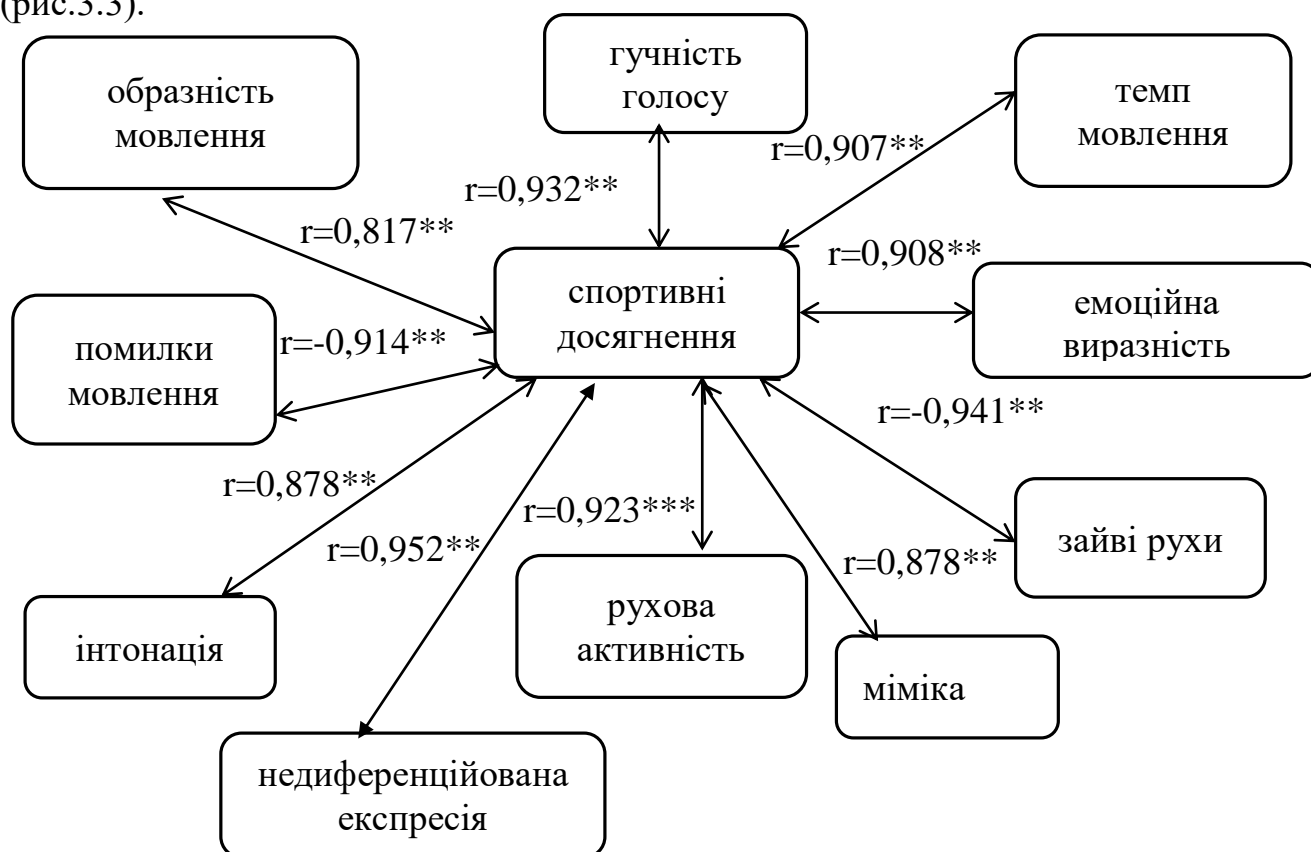 (рис.3.3).
образність
мовлення
гучність
голосу
темп
мовлення
r=0,907**
r=0,932**
r=0,817**
r=0,908**
спортивні
досягнення
емоційна
виразність
помилки
мовлення
r=-0,914**
r=-0,941**
r=0,878**
r=0,923***
r=0,952**
r=0,878**
зайві рухи
інтонація
рухова
активність
міміка
недиференційована
експресія